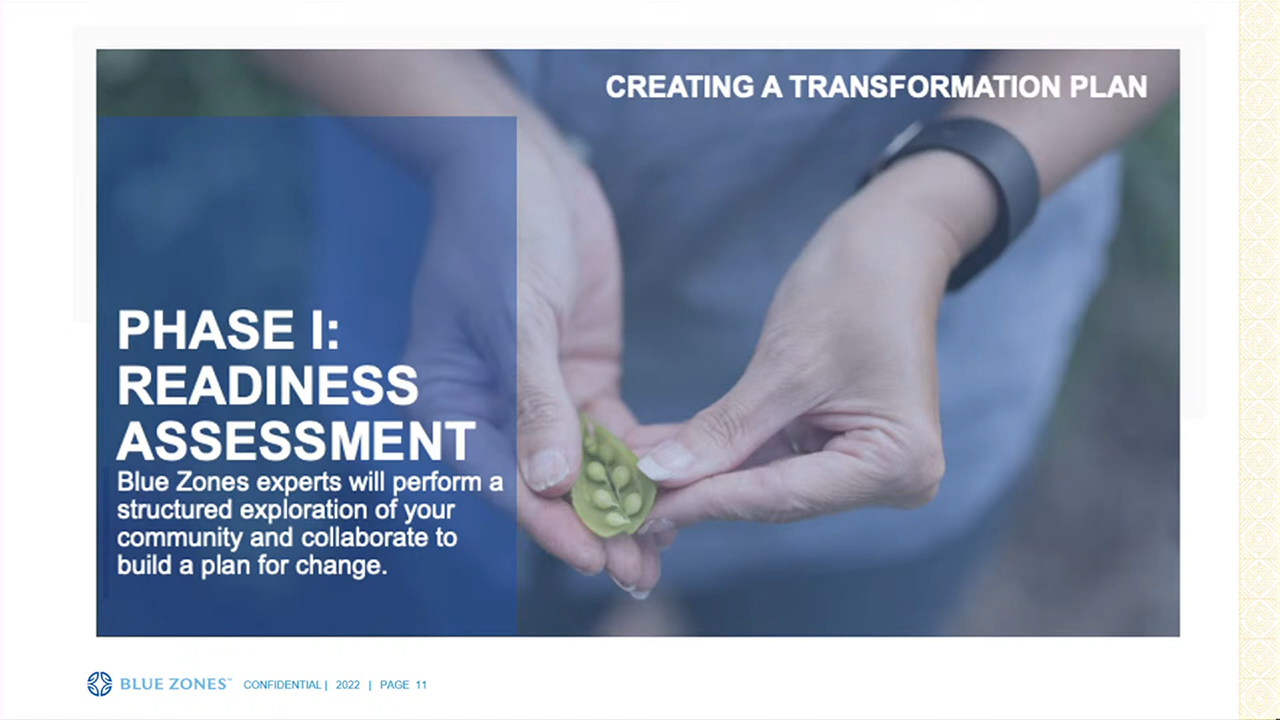 CREATING A TRANSFORMATION PLAN
PHASE I:
READINESS
ASSESSMENT
Blue Zones experts will perform a
structured exploration of your
community and collaborate to
build a plan for change.
BLUE ZONES™ CONFIDENTIAL | 2022 | PAGE 11